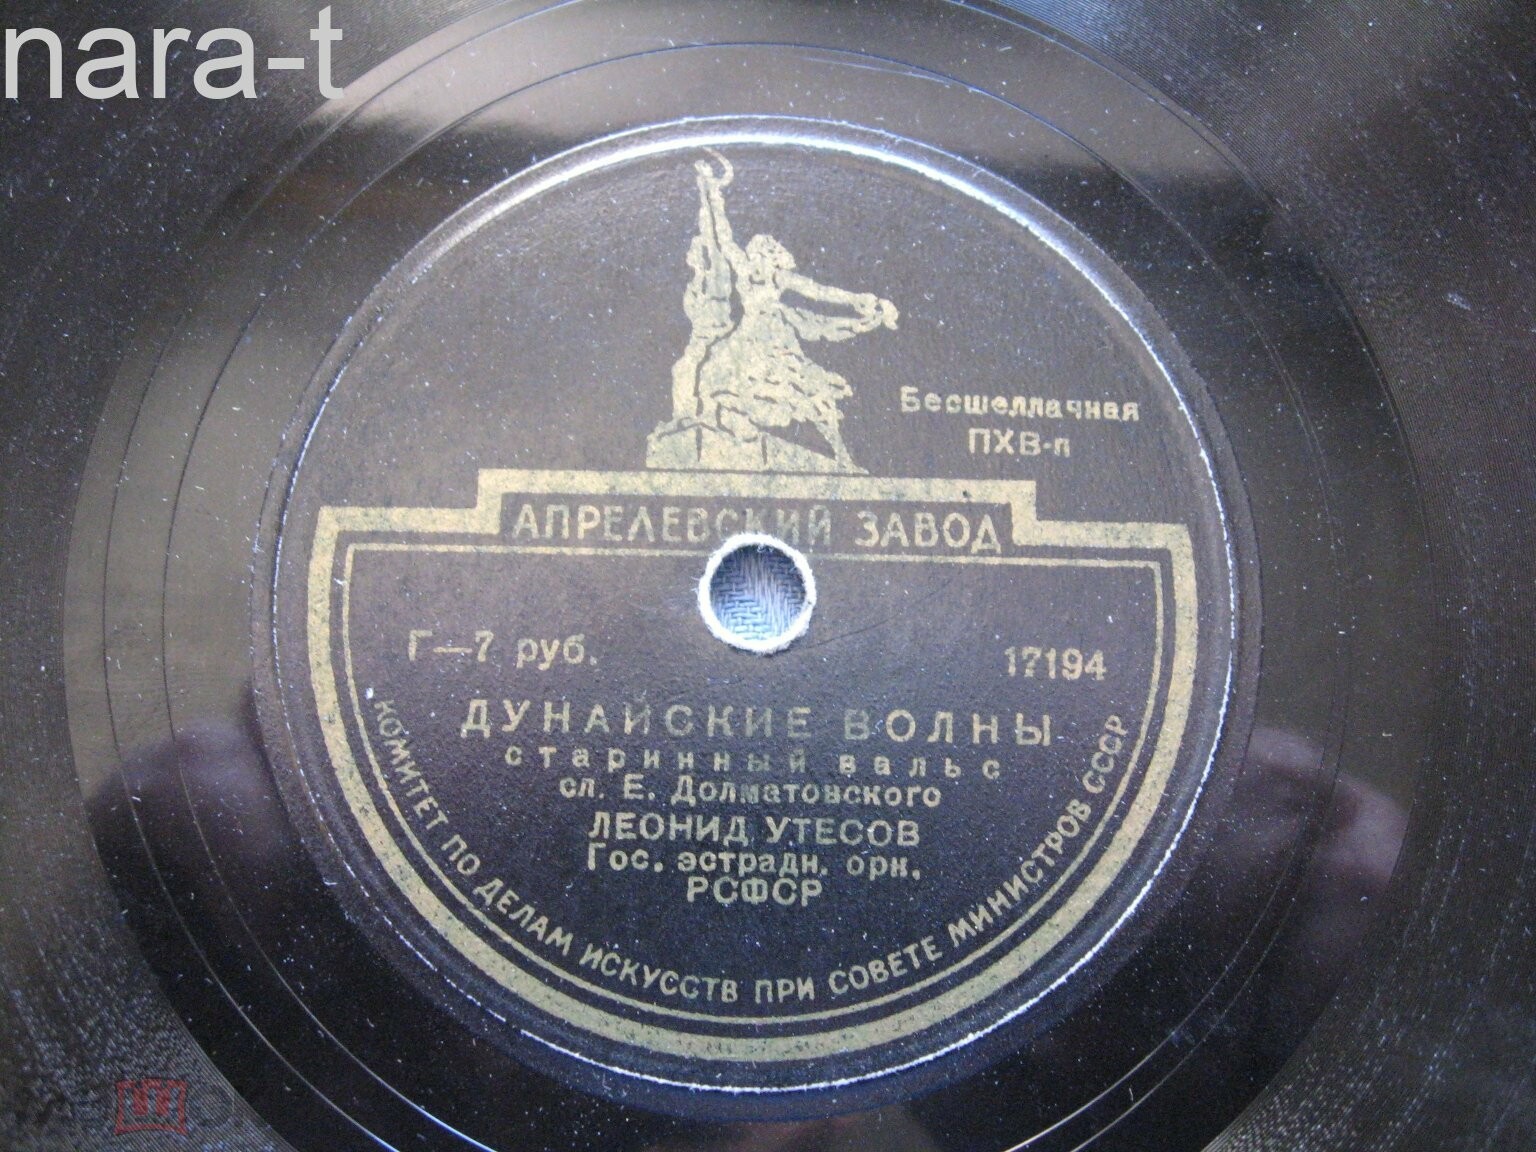 nara-t
Бесшеллачная
ПХВ-п
АПРЕЛЕВСКИЙ ЗАВОД
Г—7 руб.
17194
ДУНАЙСКИЕ ВОЛНЫ
старинный вальс
сл. Е. Долматовского
ЛЕОНИД УТЕСОВ
Гос. эстрадн. орк.
РСФСР
КОМИТЕТ ПО ДЕЛАМ ИСКУССТВ ПРИ СОВЕТЕ МИНИСТРОВ СССР